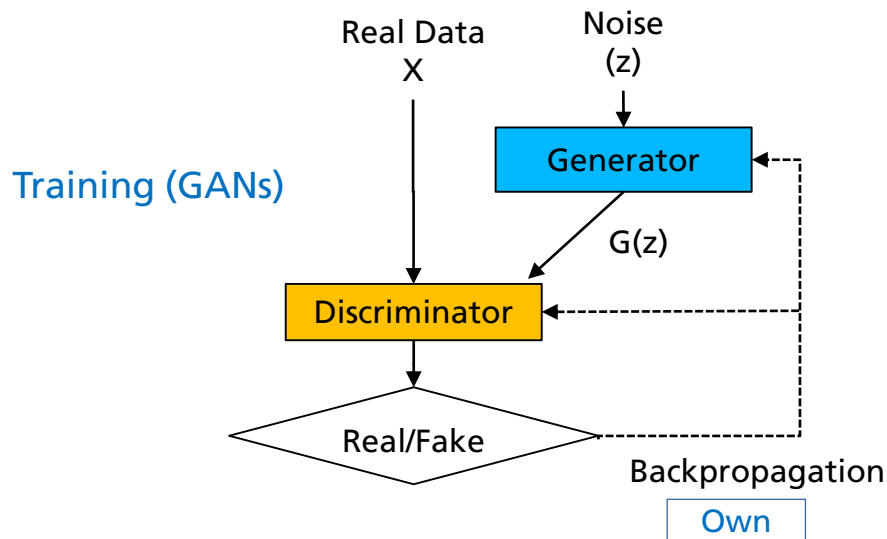 Real Data
X
Noise
(z)
Generator
Training (GANs)
G(z)
Discriminator
Real/Fake
Backpropagation
Own